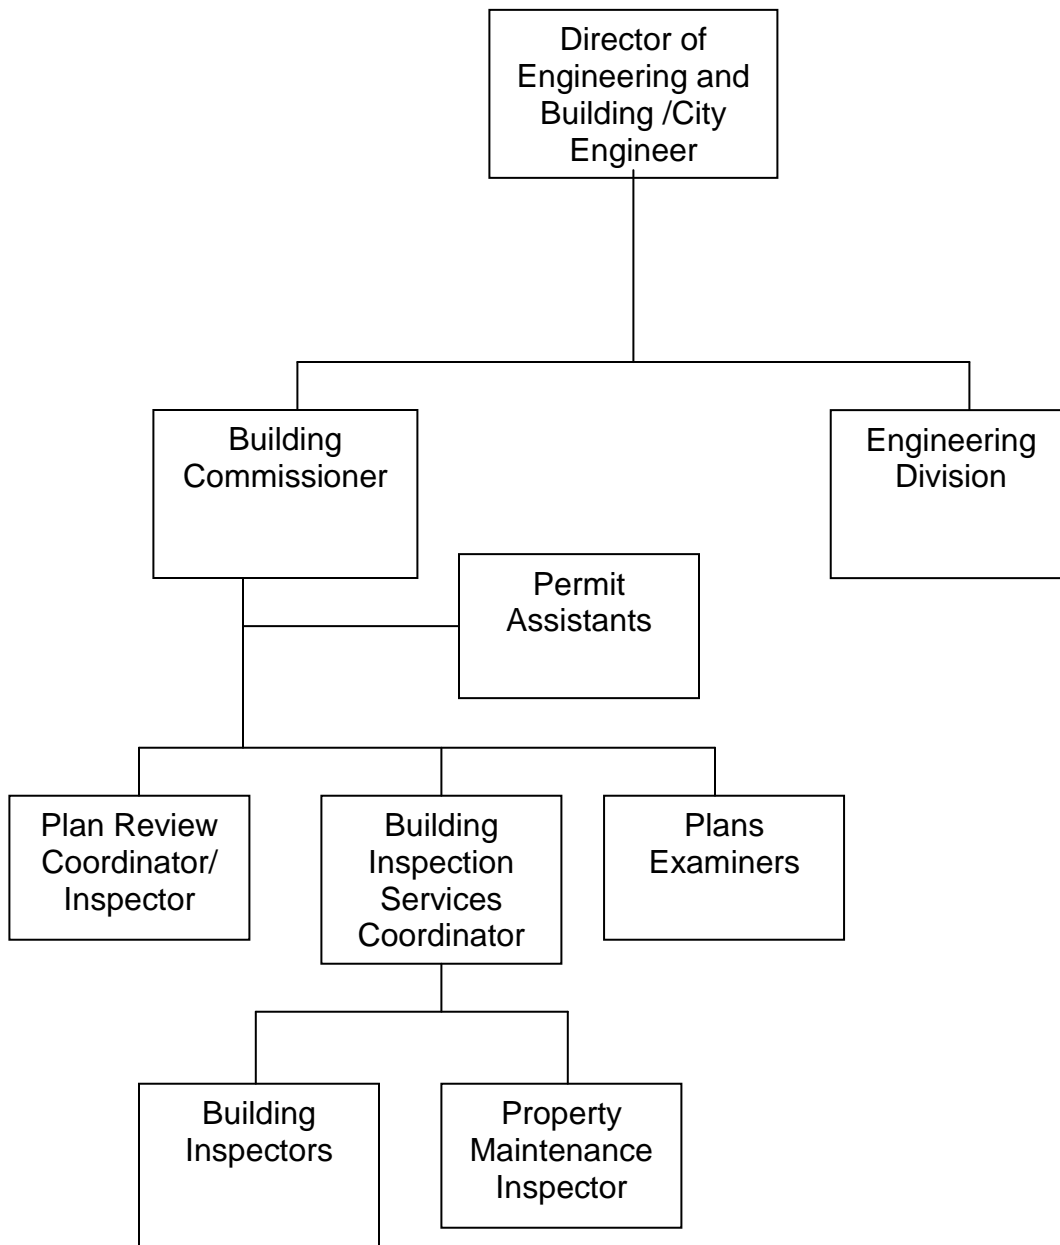 Director of
Engineering and
Building /City
Engineer
Building
Commissioner
Engineering
Division
Permit
Assistants
Plan Review
Coordinator/
Inspector
Building
Inspection
Services
Coordinator
Plans
Examiners
Building
Inspectors
Property
Maintenance
Inspector